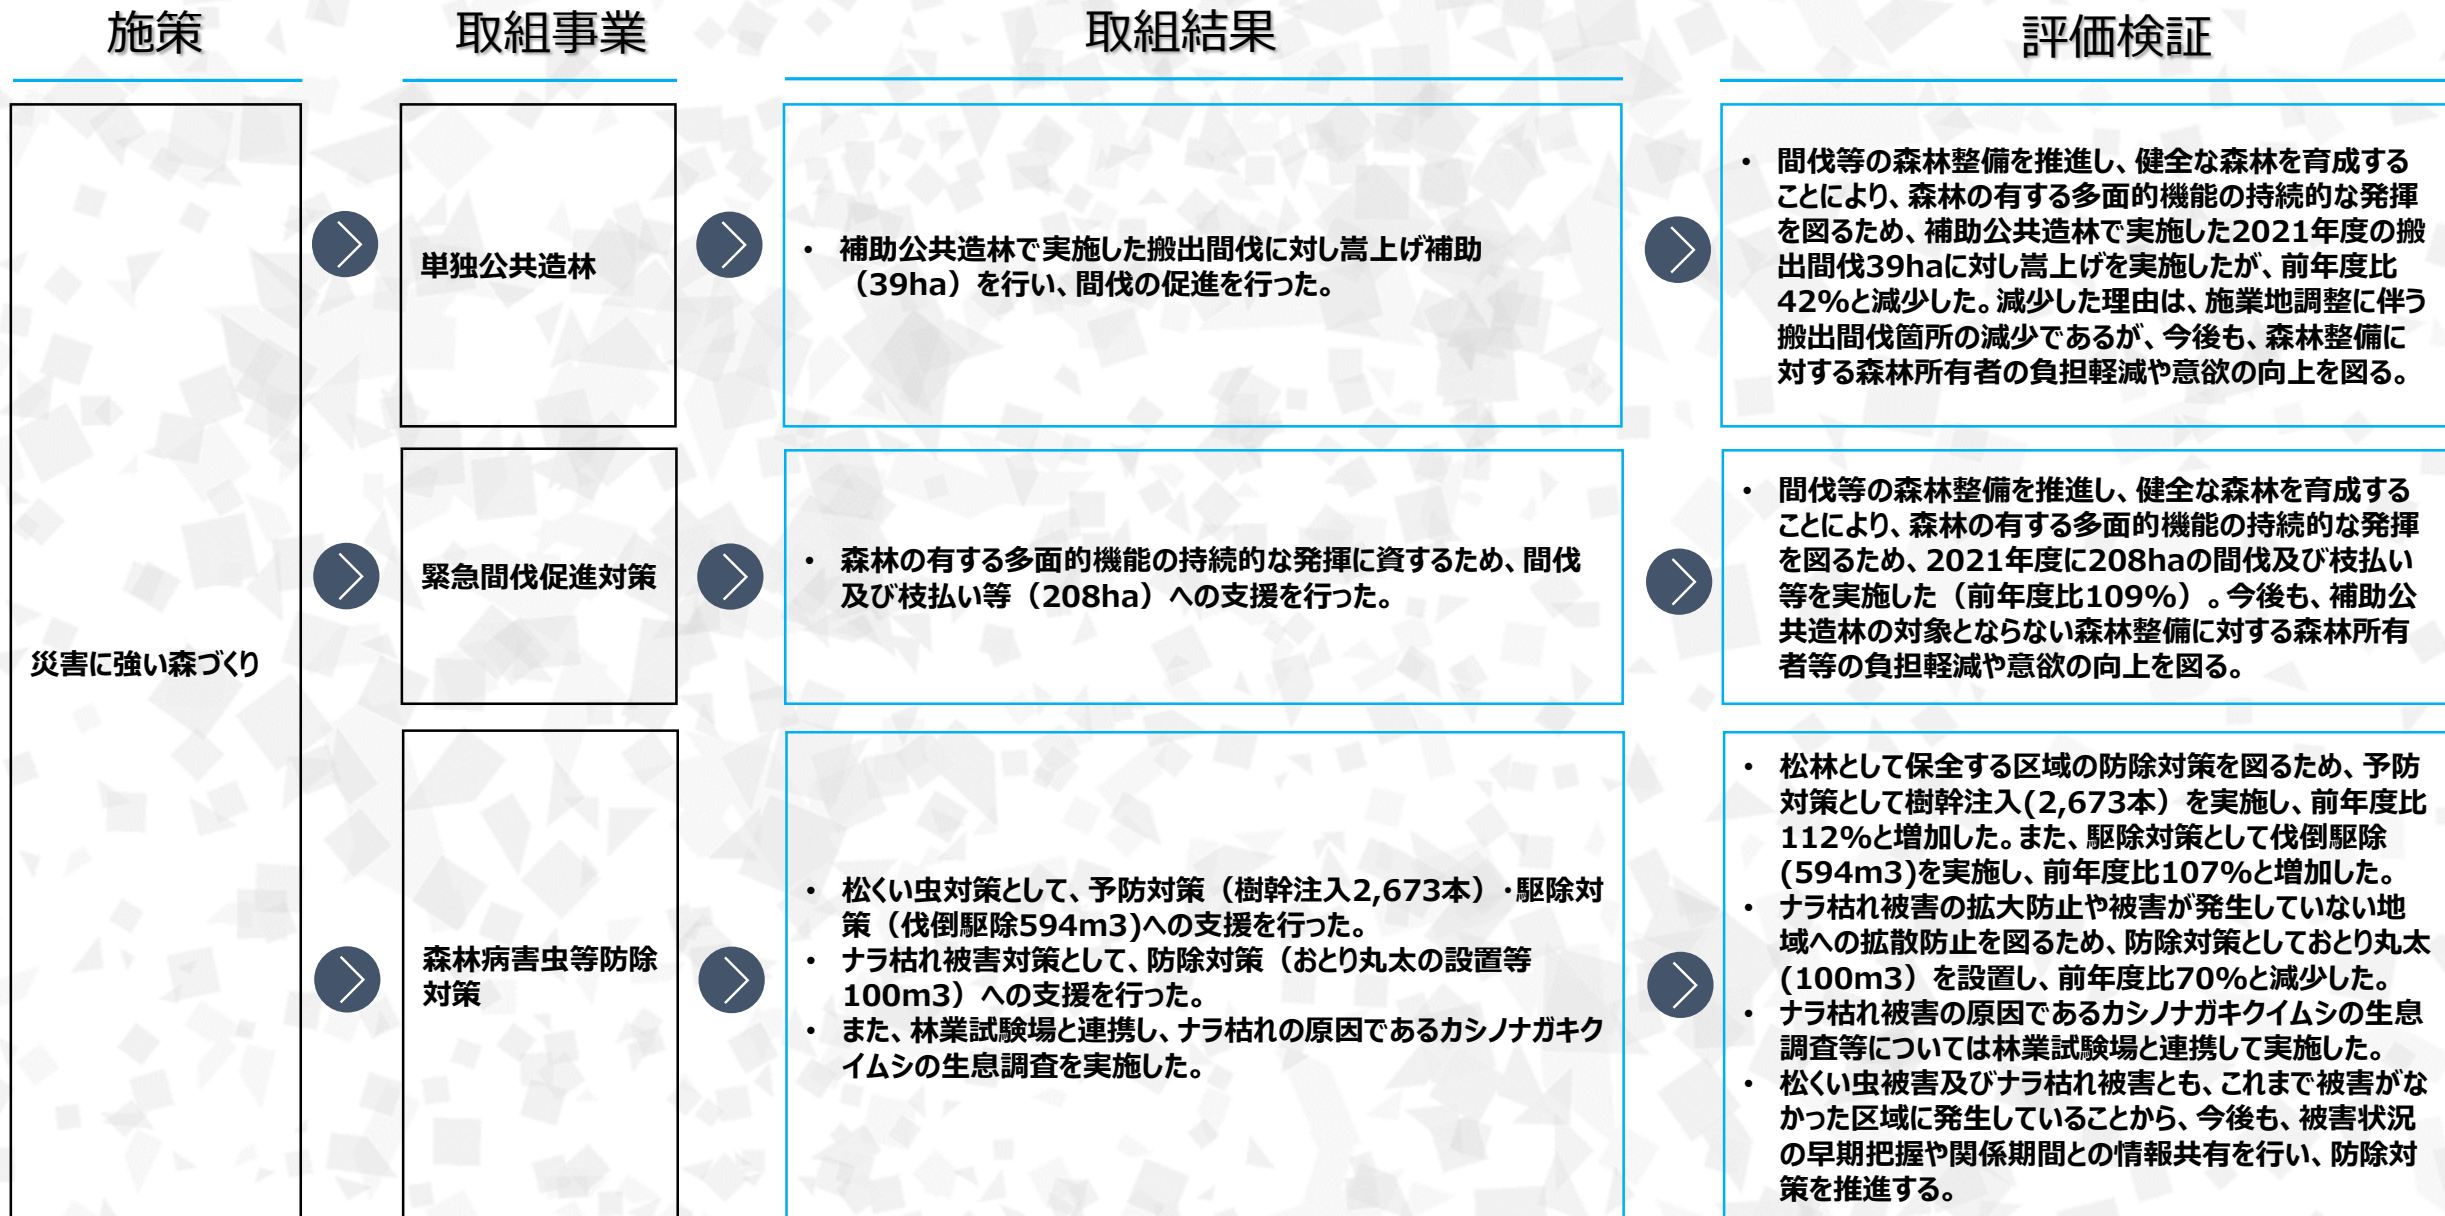 施策
取組事業
取組結果
評価検証
災害に強い森づくり
単独公共造林
・ 補助公共造林で実施した搬出間伐に対し嵩上げ補助
（39ha）を行い、間伐の促進を行った。
・ 間伐等の森林整備を推進し、健全な森林を育成する
ことにより、森林の有する多面的機能の持続的な発揮
を図るため、補助公共造林で実施した2021年度の搬
出間伐39haに対し嵩上げを実施したが、前年度比
42%と減少した。減少した理由は、施業地調整に伴う
搬出間伐箇所の減少であるが、今後も、森林整備に
対する森林所有者の負担軽減や意欲の向上を図る。
緊急間伐促進対策
・ 森林の有する多面的機能の持続的な発揮に資するため、間伐
及び枝払い等（208ha）への支援を行った。
・ 間伐等の森林整備を推進し、健全な森林を育成する
ことにより、森林の有する多面的機能の持続的な発揮
を図るため、2021年度に208haの間伐及び枝払い
等を実施した（前年度比109%）。今後も、補助公
共造林の対象とならない森林整備に対する森林所有
者等の負担軽減や意欲の向上を図る。
森林病害虫等防除
対策
・ 松くい虫対策として、予防対策（樹幹注入2,673本）・駆除対
策（伐倒駆除594m3)への支援を行った。
・ ナラ枯れ被害対策として、防除対策（おとり丸太の設置等
100m3）への支援を行った。
・ また、林業試験場と連携し、ナラ枯れの原因であるカシノナガキク
イムシの生息調査を実施した。
・ 松林として保全する区域の防除対策を図るため、予防
対策として樹幹注入(2,673本）を実施し、前年度比
112%と増加した。また、駆除対策として伐倒駆除
(594m3)を実施し、前年度比107%と増加した。
・ ナラ枯れ被害の拡大防止や被害が発生していない地
域への拡散防止を図るため、防除対策としておとり丸太
(100m3）を設置し、前年度比70%と減少した。
・ ナラ枯れ被害の原因であるカシノナガキクイムシの生息
調査等については林業試験場と連携して実施した。
・ 松くい虫被害及びナラ枯れ被害とも、これまで被害がな
かった区域に発生していることから、今後も、被害状況
の早期把握や関係期間との情報共有を行い、防除対
策を推進する。